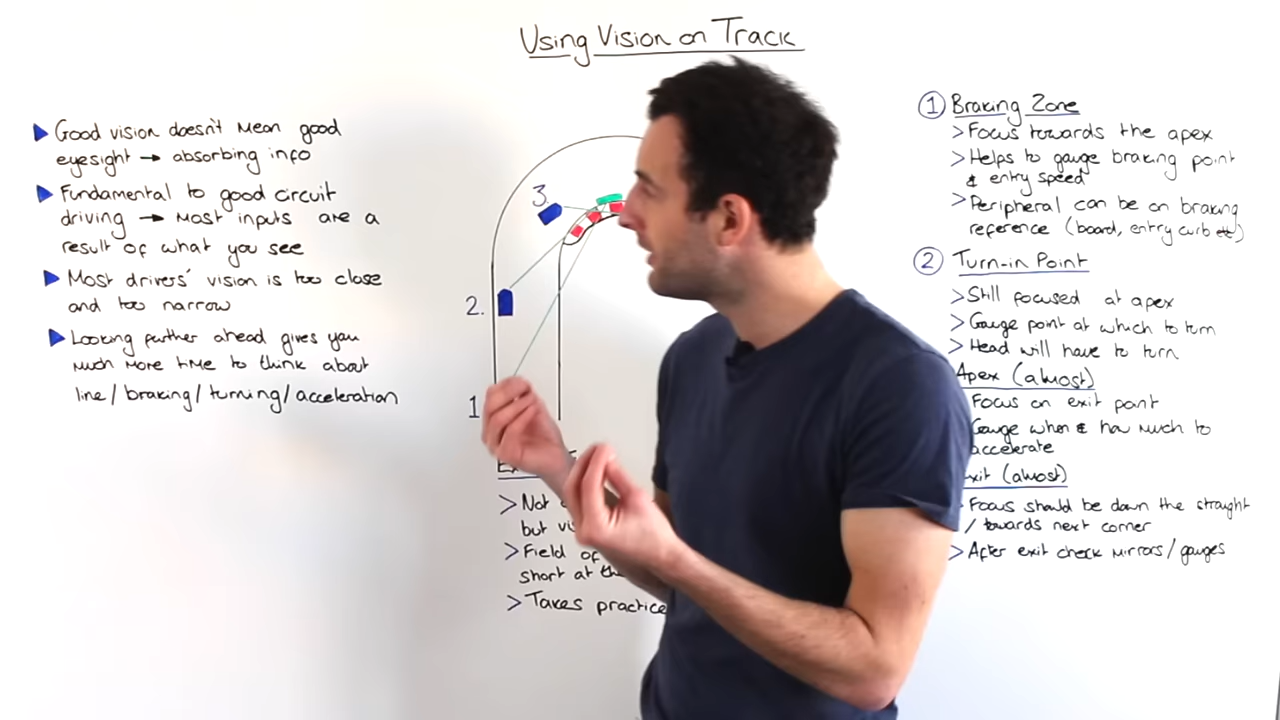 Using Vision on Track
Good vision doesn't mean good
eyesight → absorbing info
Fundamental to good circuit
driving → Most inputs are a
result of what you see
Most drivers' vision is too close
and too narrow
Looking further ahead gives you
much more time to think about
line/braking/turning/acceleration
3.
2.
1
> Not
but
> Field of
short at
> Takes practice
① Braking Zone
> Focus towards the apex
> Helps to gauge braking point
& entry speed
> Peripheral can be on braking
reference (board, entry curb etc)
② Turn-in Point
> Still focused at apex
> Gauge point at which to turn
> Head will have to turn
Apex (almost)
Focus on exit point
Gauge when & how much to
accelerate
xit (almost)
Focus should be down the straight
/ towards next corner
> After exit check mirrors/gauges